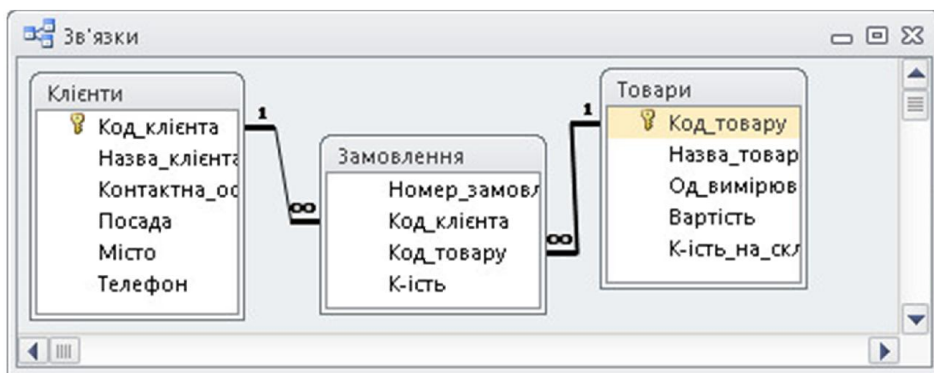 Зв'язки
Клієнти
Код_клієнта
Назва_клієнта
Контактна_ос
Посада
Місто
Телефон
1
∞
Замовлення
Номер_замовл
Код_клієнта
Код_товару
К-ість
∞
1
Товари
Код_товару
Назва_товар
Од_вимірюв
Вартість
К-ість_на_скл